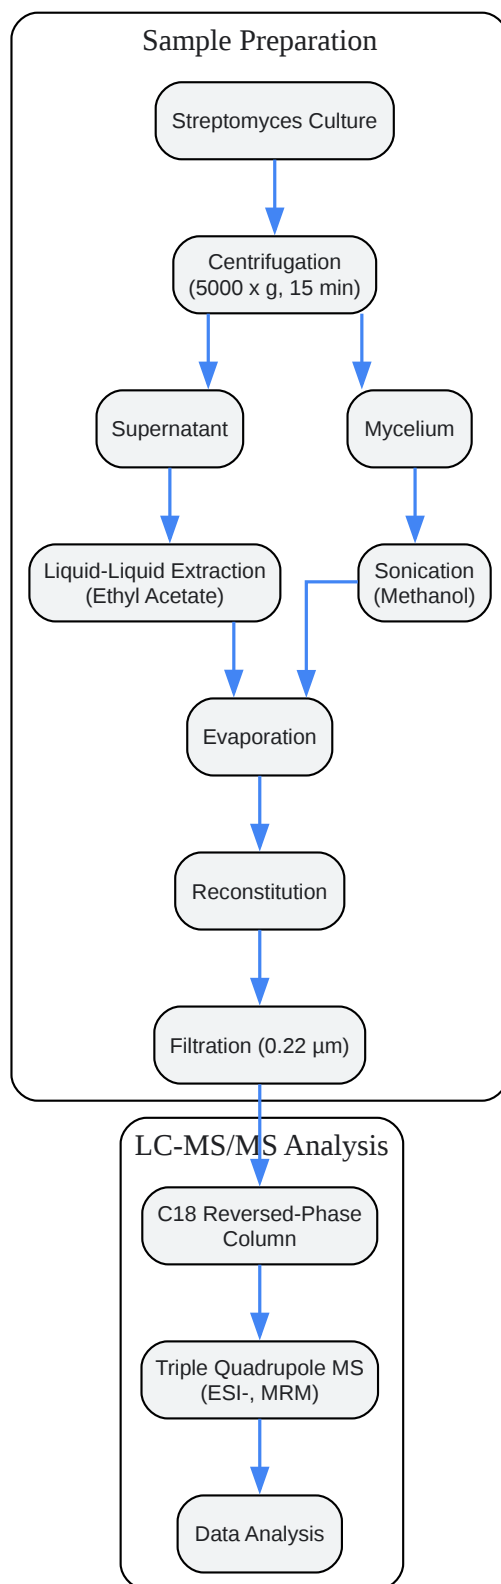 Sample Preparation
Streptomyces Culture
Centrifugation
(5000 x g, 15 min)
Supernatant
Mycelium
Liquid-Liquid Extraction
(Ethyl Acetate)
Sonication
(Methanol)
Evaporation
Reconstitution
Filtration (0.22 µm)
LC-MS/MS Analysis
C18 Reversed-Phase
Column
Triple Quadrupole MS
(ESI-, MRM)
Data Analysis